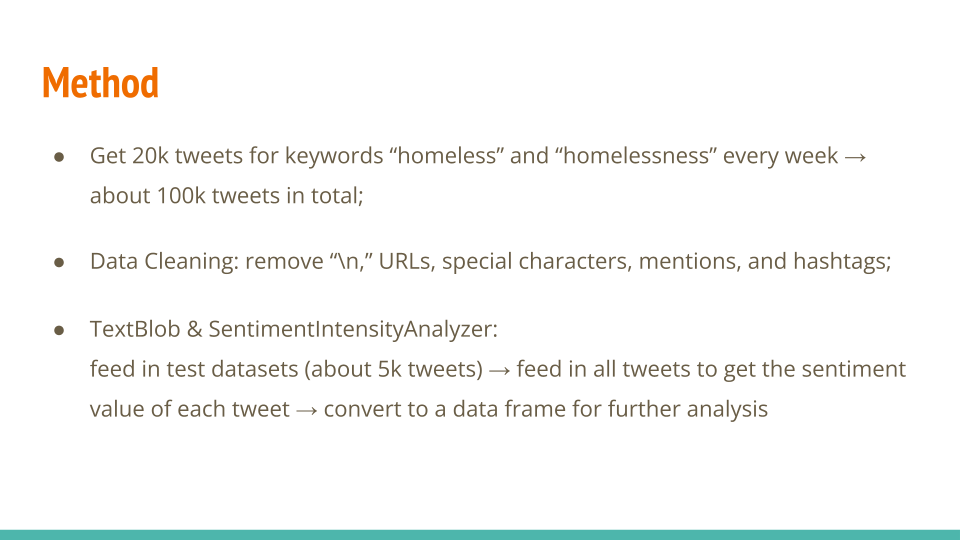 Method
● Get 20k tweets for keywords “homeless” and “homelessness” every week →
about 100k tweets in total;
● Data Cleaning: remove “\n,” URLs, special characters, mentions, and hashtags;
● TextBlob & SentimentIntensityAnalyzer:
feed in test datasets (about 5k tweets) → feed in all tweets to get the sentiment
value of each tweet → convert to a data frame for further analysis